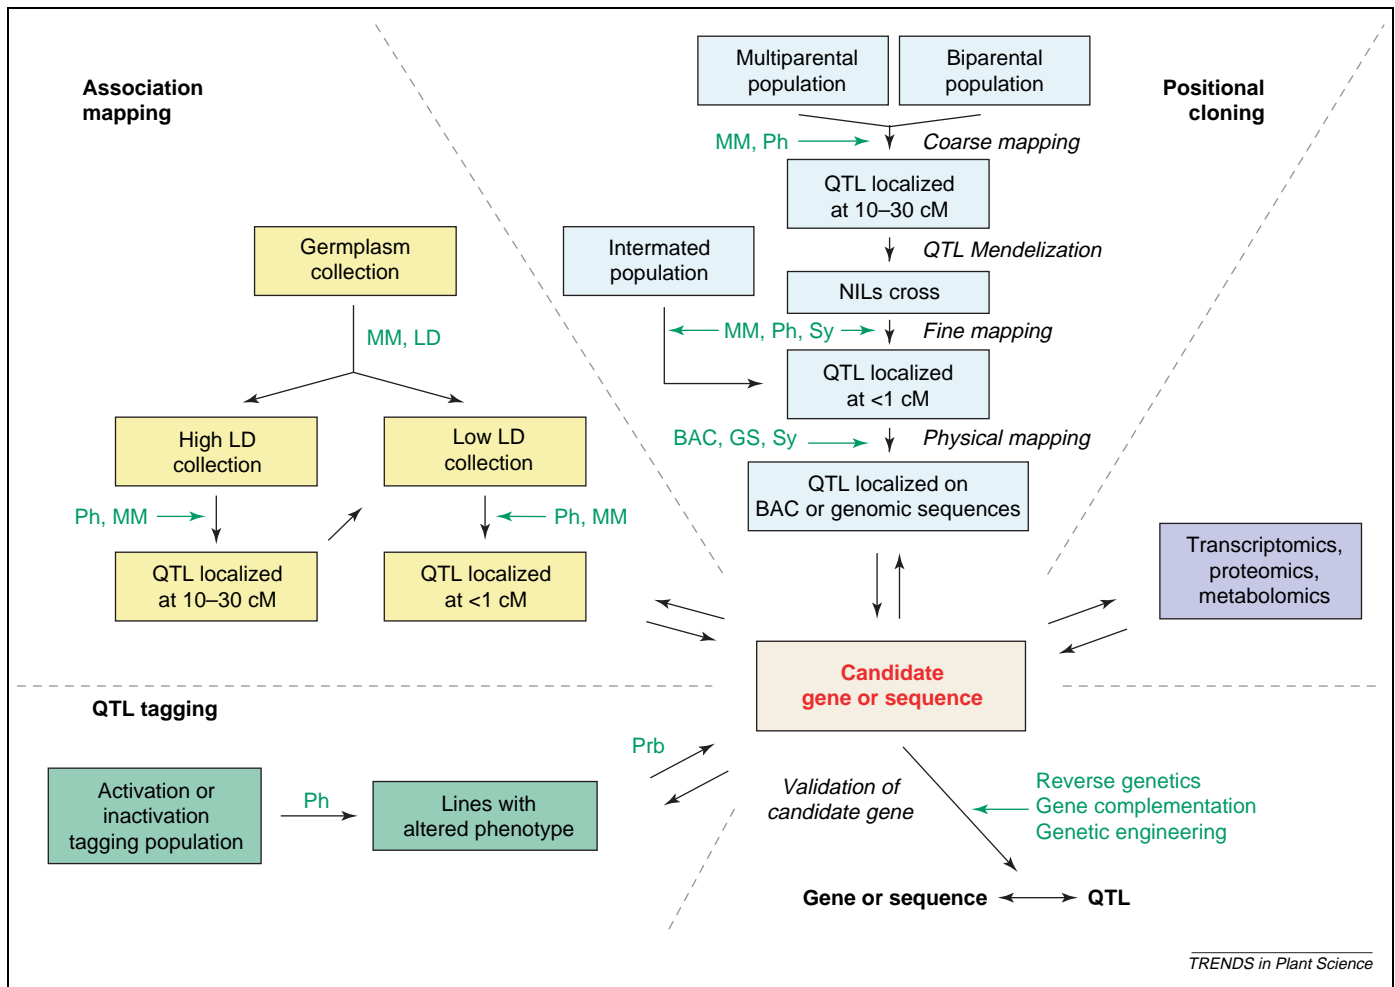 Association
mapping
Positional
cloning
Multiparental
population
Biparental
population
MM, Ph
Coarse mapping
QTL localized
at 10–30 cM
QTL Mendelization
Intermated
population
NILs cross
MM, Ph, Sy
Fine mapping
QTL localized
at <1 cM
BAC, GS, Sy
Physical mapping
QTL localized on
BAC or genomic sequences
Germplasm
collection
MM, LD
High LD
collection
Low LD
collection
Ph, MM
Ph, MM
QTL localized
at 10–30 cM
QTL localized
at <1 cM
Transcriptomics,
proteomics,
metabolomics
Candidate
gene or sequence
QTL tagging
Activation or
inactivation
tagging population
Ph
Lines with
altered phenotype
Prb
Validation of
candidate gene
Reverse genetics
Gene complementation
Genetic engineering
Gene or sequence
QTL
TRENDS in Plant Science